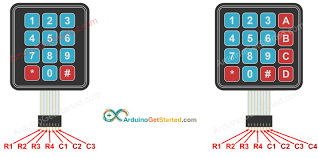 1 2 3
4 5 6
7 8 9
* 0 #
1 2 3 A
4 5 6 B
7 8 9 C
* 0 # D
ArduinoGetStarted.com
R1 R2 R3 R4 C1 C2 C3
R1 R2 R3 R4 C1 C2 C3 C4